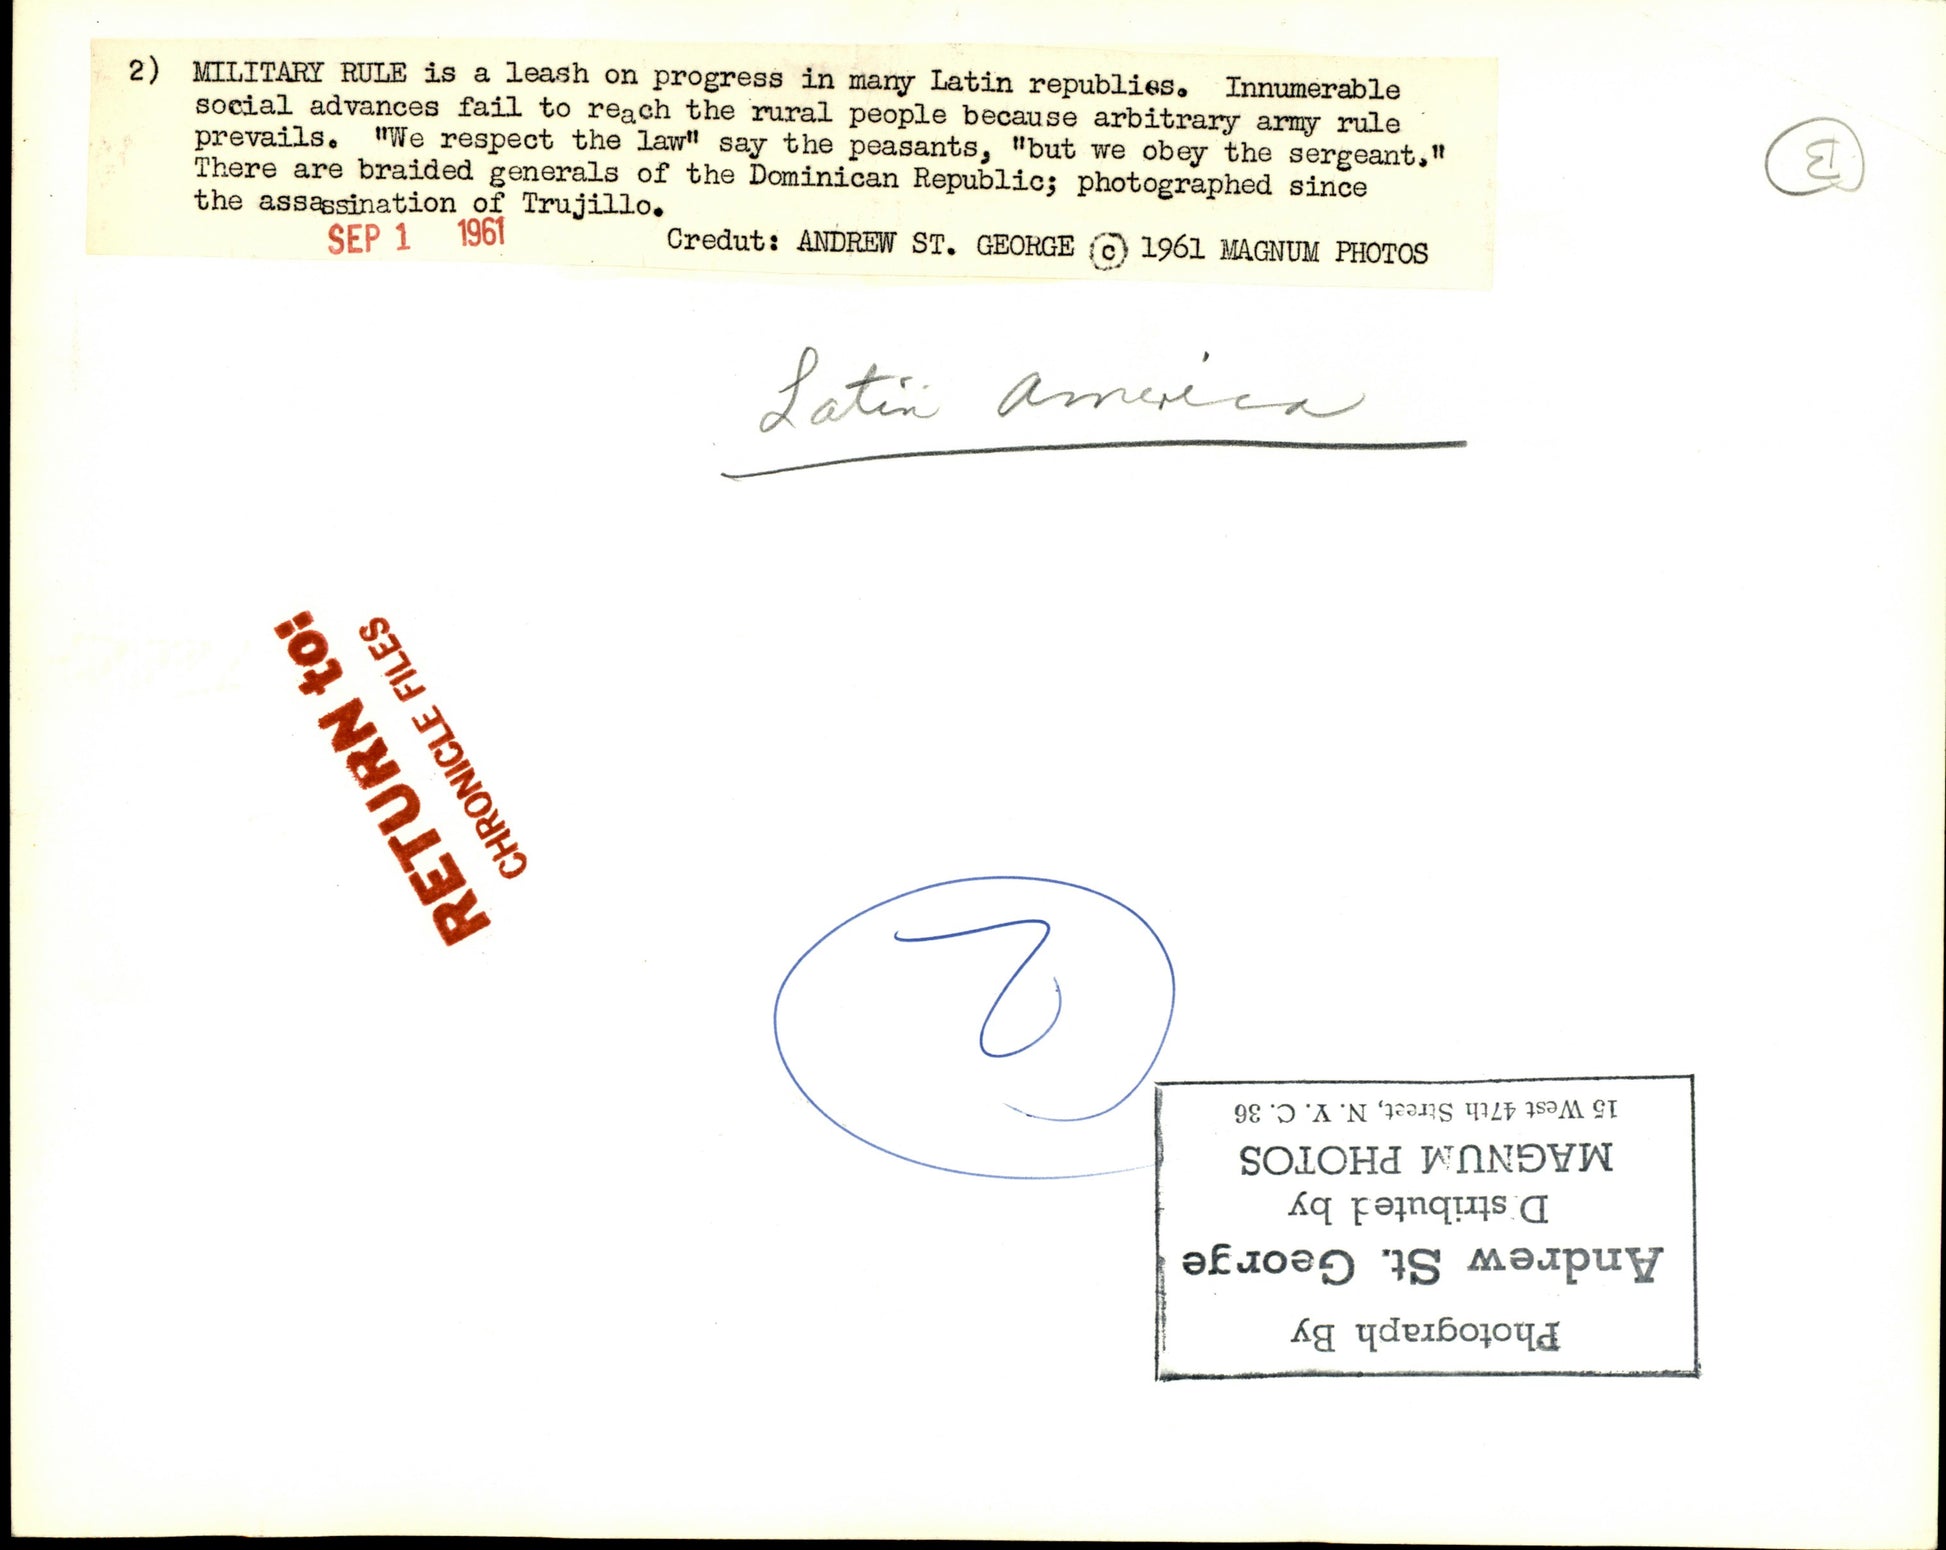 2) MILITARY RULE is a leash on progress in many Latin republics. Innumerable
social advances fail to reach the rural people because arbitrary army rule
prevails. "We respect the law" say the peasants, "but we obey the sergeant."
There are braided generals of the Dominican Republic; photographed since
the assassination of Trujillo.
SEP 1 1961
Credut: ANDREW ST. GEORGE © 1961 MAGNUM PHOTOS
Latin America
RETURN to:
CHRONICLE FILES
2
Photograph By
Andrew St. George
Distributed by
MAGNUM PHOTOS
15 West 47th Street, N. Y. C. 36